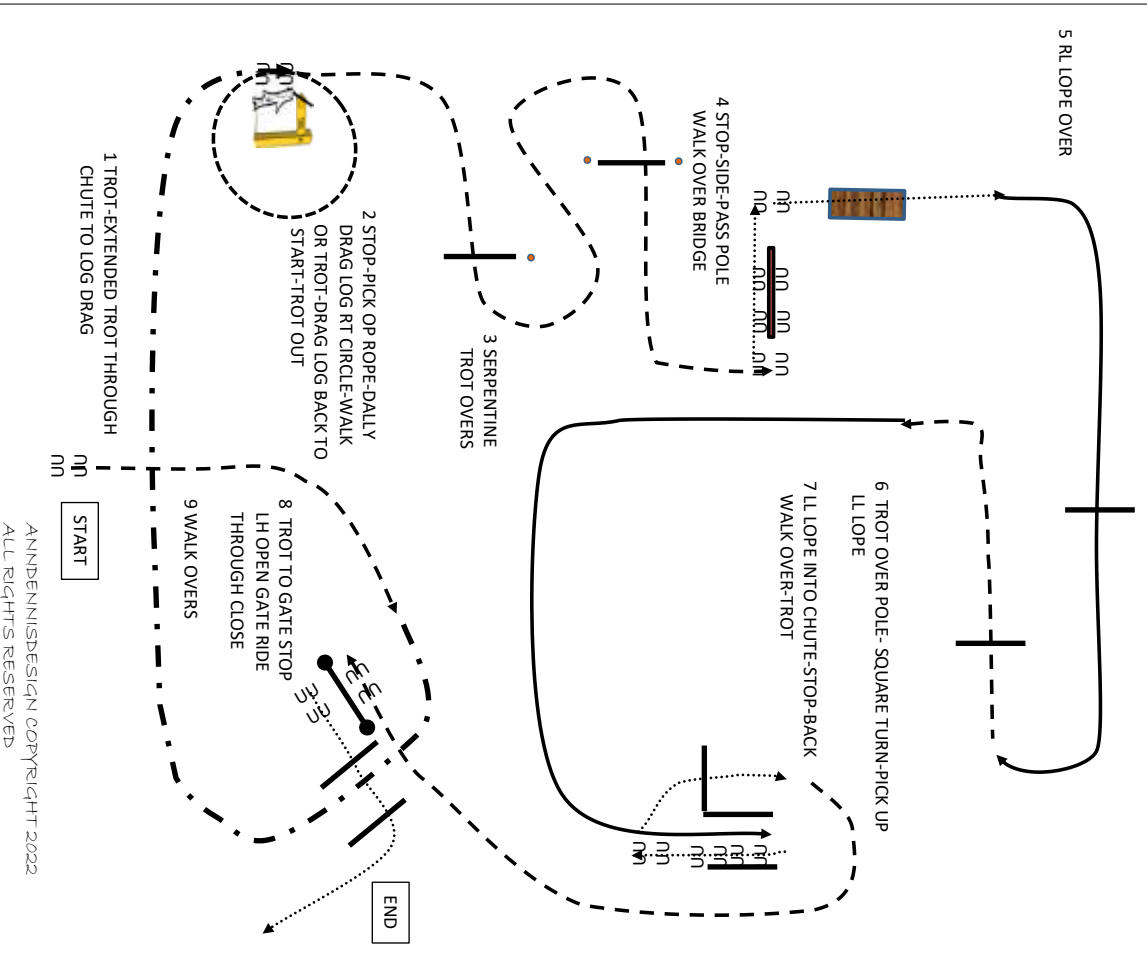 1 TROT-EXTENDED TROT THROUGH
CHUTE TO LOG DRAG
2 STOP-PICK OP ROPE-DALLY
DRAG LOG RT CIRCLE-WALK
OR TROT-DRAG LOG BACK TO
START-TROT OUT
3 SERPENTINE
TROT OVERS
4 STOP-SIDE-PASS POLE
WALK OVER BRIDGE
5 RL LOPE OVER
6 TROT OVER POLE- SQUARE TURN-PICK UP
LL LOPE
7 LL LOPE INTO CHUTE-STOP-BACK
WALK OVER-TROT
8 TROT TO GATE STOP
LH OPEN GATE RIDE
THROUGH CLOSE
9 WALK OVERS
START
END
ANNDENNISDESIGN COPYRIGHT 2022
ALL RIGHTS RESERVED